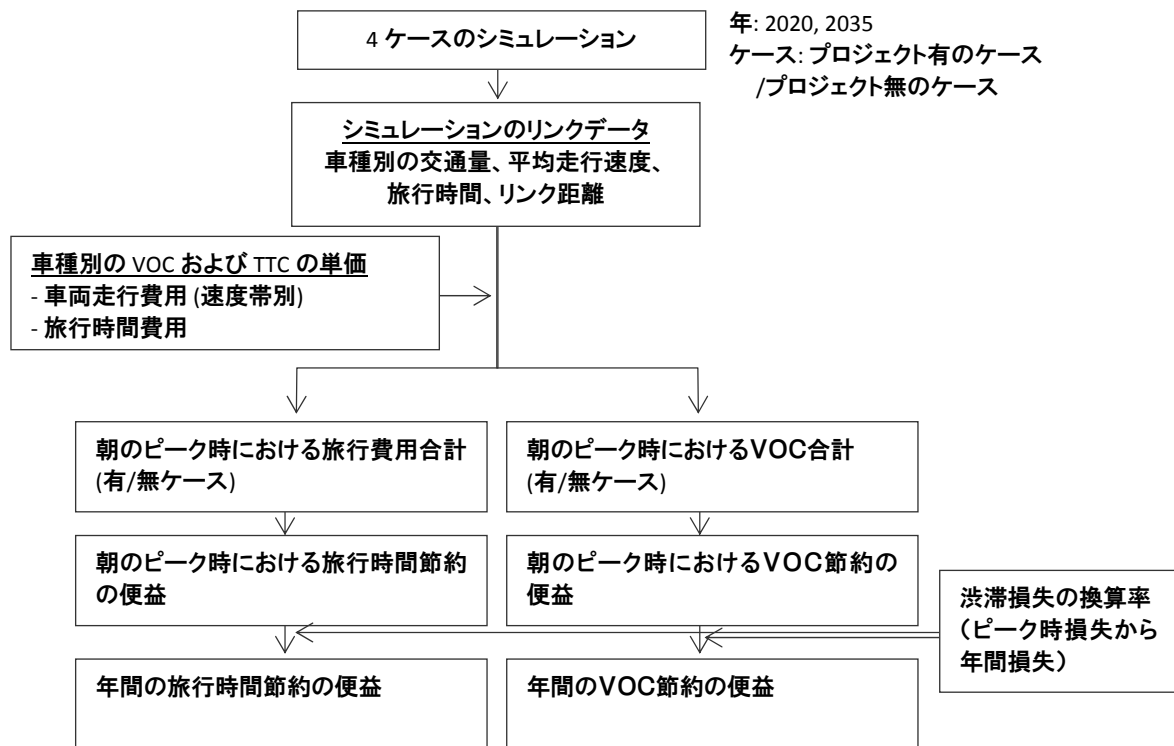 4 ケースのシミュレーション
年: 2020, 2035
ケース: プロジェクト有のケース
/プロジェクト無のケース
シミュレーションのリンクデータ
車種別の交通量、平均走行速度、
旅行時間、リンク距離
車種別の VOC および TTC の単価
- 車両走行費用 (速度帯別)
- 旅行時間費用
朝のピーク時における旅行費用合計
(有/無ケース)
朝のピーク時におけるVOC合計
(有/無ケース)
朝のピーク時における旅行時間節約
の便益
朝のピーク時におけるVOC節約の
便益
渋滞損失の換算率
（ピーク時損失から
年間損失）
年間の旅行時間節約の便益
年間のVOC節約の便益